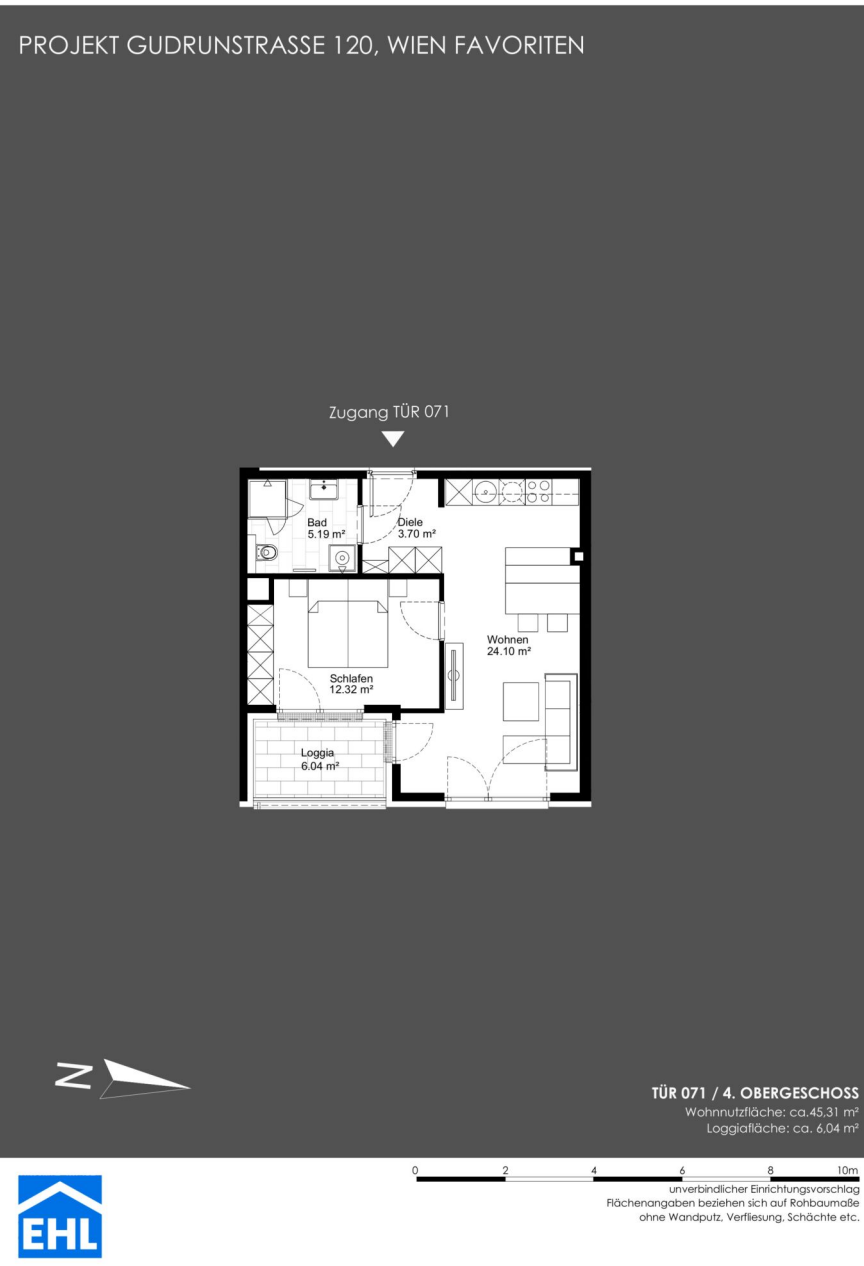 PROJEKT GUDRUNSTRASSE 120, WIEN FAVORITEN
Zugang TÜR 071
Bad
5.19 m²
Diele
3.70 m²
Wohnen
24.10 m²
Schlafen
12.32 m²
Loggia
6.04 m²
N
TÜR 071 / 4. OBERGESCHOSS
Wohnnutzfläche: ca.45,31 m²
Loggiafläche: ca. 6,04 m²
0 2 4 6 8 10m
unverbindlicher Einrichtungsvorschlag
Flächenangaben beziehen sich auf Rohbaumaße
ohne Wandputz, Verfliesung, Schächte etc.
EHL